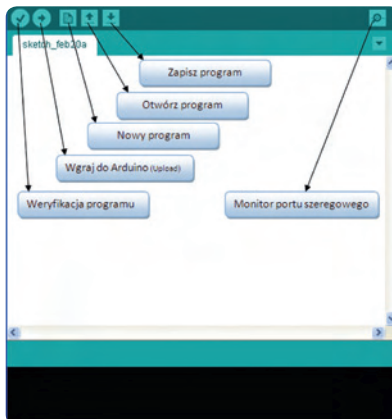 sketch_feb20a
Zapisz program
Otwórz program
Nowy program
Wgraj do Arduino (Upload)
Weryfikacja programu
Monitor portu szeregowego